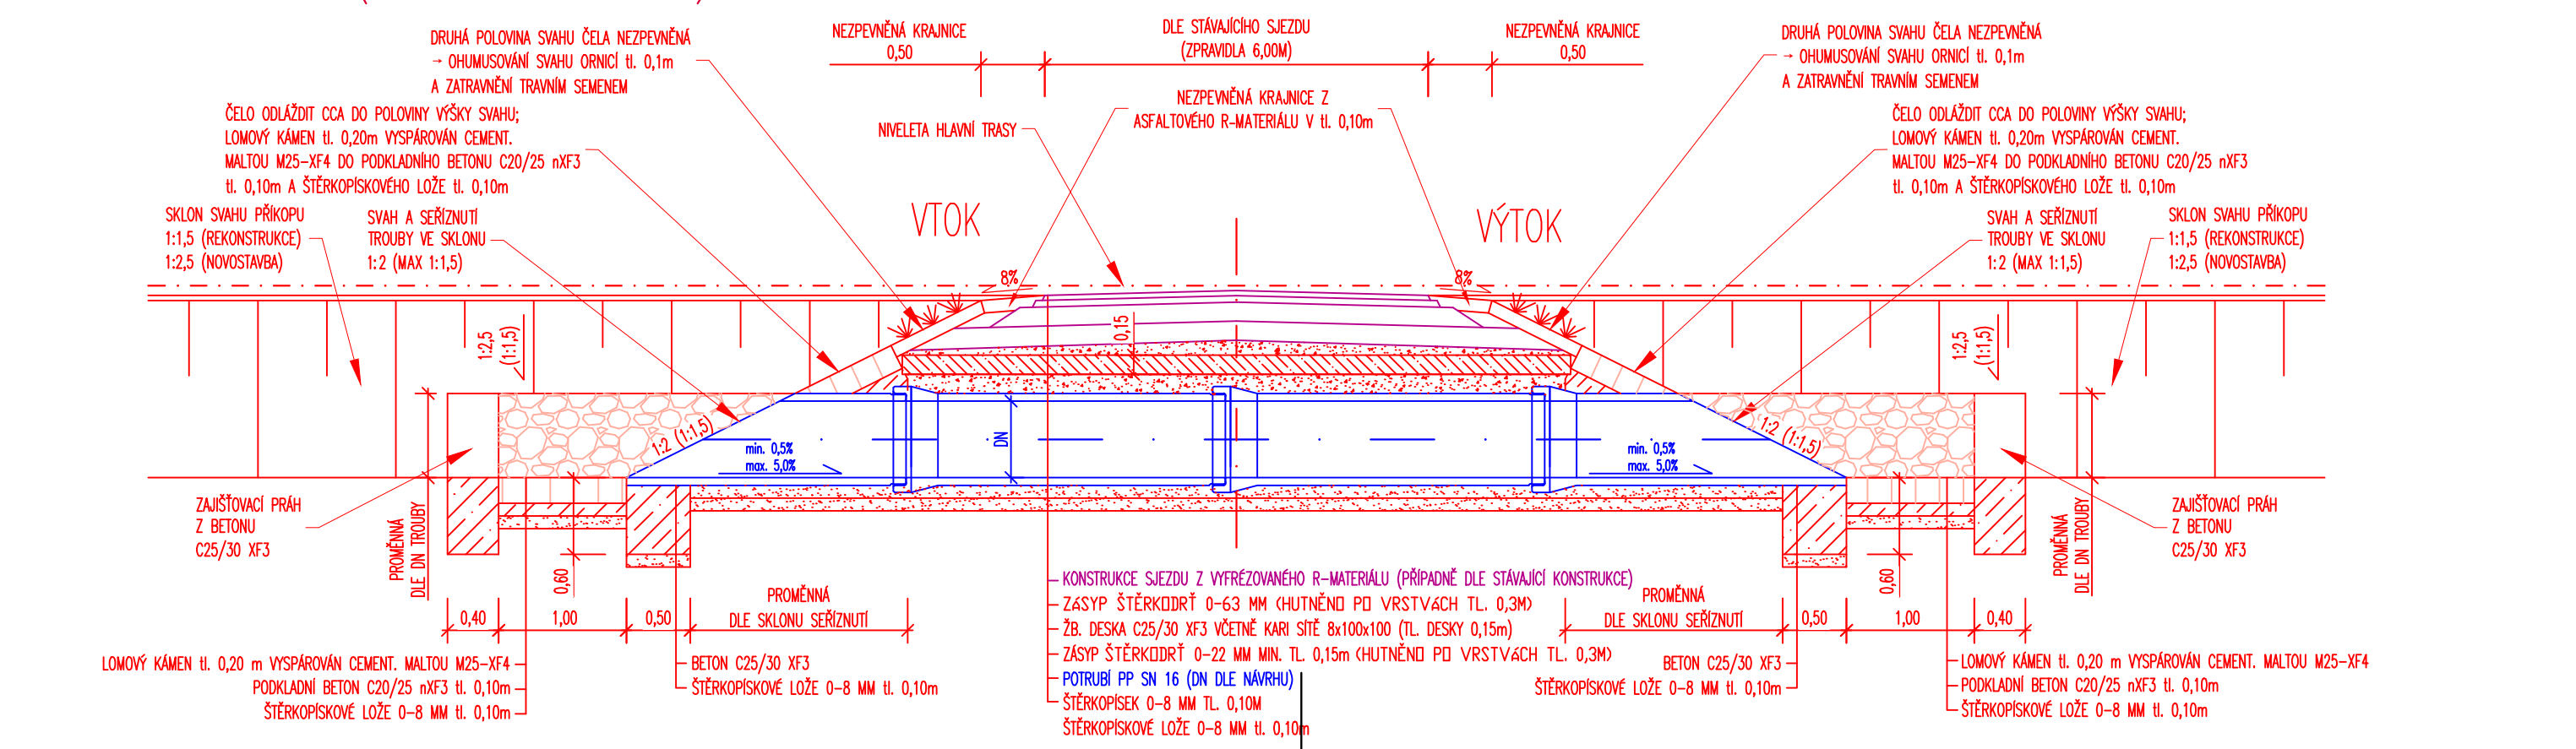 DRUHÁ POLOVINA SVAHU ČELA NEZPEVNĚNÁ
→ OHUMUSOVÁNÍ SVAHU ORNICÍ tl. 0,1m
A ZATRAVNĚNÍ TRAVNÍM SEMENEM
NEZPEVNĚNÁ KRAJNICE
0,50
DLE STÁVAJÍCÍHO SJEZDU
(ZPRAVIDLA 6,00M)
NEZPEVNĚNÁ KRAJNICE
0,50
DRUHÁ POLOVINA SVAHU ČELA NEZPEVNĚNÁ
→ OHUMUSOVÁNÍ SVAHU ORNICÍ tl. 0,1m
A ZATRAVNĚNÍ TRAVNÍM SEMENEM
ČELO ODLÁŽDIT CCA DO POLOVINY VÝŠKY SVAHU;
LOMOVÝ KÁMEN tl. 0,20m VYSPÁROVÁN CEMENT.
MALTOU M25-XF4 DO PODKLADNÍHO BETONU C20/25 nXF3
tl. 0,10m A ŠTĚRKOPÍSKOVÉHO LOŽE tl. 0,10m
NIVELETA HLAVNÍ TRASY
NEZPEVNĚNÁ KRAJNICE Z
ASFALTOVÉHO R-MATERIÁLU V tl. 0,10m
ČELO ODLÁŽDIT CCA DO POLOVINY VÝŠKY SVAHU;
LOMOVÝ KÁMEN tl. 0,20m VYSPÁROVÁN CEMENT.
MALTOU M25-XF4 DO PODKLADNÍHO BETONU C20/25 nXF3
tl. 0,10m A ŠTĚRKOPÍSKOVÉHO LOŽE tl. 0,10m
SKLON SVAHU PŘÍKOPU
1:1,5 (REKONSTRUKCE)
1:2,5 (NOVOSTAVBA)
SVAH A SEŘÍZNUTÍ
TROUBY VE SKLONU
1:2 (MAX 1:1,5)
VTOK
VÝTOK
SVAH A SEŘÍZNUTÍ
TROUBY VE SKLONU
1:2 (MAX 1:1,5)
SKLON SVAHU PŘÍKOPU
1:1,5 (REKONSTRUKCE)
1:2,5 (NOVOSTAVBA)
8%
8%
1:2,5
(1:1,5)
0,15
1:2,5
(1:1,5)
1:2 (1:1,5)
min. 0,5%
max. 5,0%
DN
min. 0,5%
max. 5,0%
1:2 (1:1,5)
ZAJIŠŤOVACÍ PRÁH
Z BETONU
C25/30 XF3
PROMĚNNÁ
DLE DN TROUBY
0,60
0,60
PROMĚNNÁ
DLE DN TROUBY
ZAJIŠŤOVACÍ PRÁH
Z BETONU
C25/30 XF3
0,40
1,00
0,50
PROMĚNNÁ
DLE SKLONU SEŘÍZNUTÍ
PROMĚNNÁ
DLE SKLONU SEŘÍZNUTÍ
0,50
1,00
0,40
LOMOVÝ KÁMEN tl. 0,20 m VYSPÁROVÁN CEMENT. MALTOU M25-XF4
PODKLADNÍ BETON C20/25 nXF3 tl. 0,10m
ŠTĚRKOPÍSKOVÉ LOŽE 0-8 MM tl. 0,10m
BETON C25/30 XF3
ŠTĚRKOPÍSKOVÉ LOŽE 0-8 MM tl. 0,10m
KONSTRUKCE SJEZDU Z VYFRÉZOVANÉHO R-MATERIÁLU (PŘÍPADNĚ DLE STÁVAJÍCÍ KONSTRUKCE)
ZÁSYP ŠTĚRKODRŤ 0-63 MM (HUTNĚNO PO VRSTVÁCH TL. 0,3M)
ŽB. DESKA C25/30 XF3 VČETNĚ KARI SÍTĚ 8x100x100 (TL. DESKY 0,15m)
ZÁSYP ŠTĚRKODRŤ 0-22 MM MIN. TL. 0,15m (HUTNĚNO PO VRSTVÁCH TL. 0,3M)
POTRUBÍ PP SN 16 (DN DLE NÁVRHU)
ŠTĚRKOPÍSEK 0-8 MM TL. 0,10M
ŠTĚRKOPÍSKOVÉ LOŽE 0-8 MM tl. 0,10m
BETON C25/30 XF3
ŠTĚRKOPÍSKOVÉ LOŽE 0-8 MM tl. 0,10m
LOMOVÝ KÁMEN tl. 0,20 m VYSPÁROVÁN CEMENT. MALTOU M25-XF4
PODKLADNÍ BETON C20/25 nXF3 tl. 0,10m
ŠTĚRKOPÍSKOVÉ LOŽE 0-8 MM tl. 0,10m